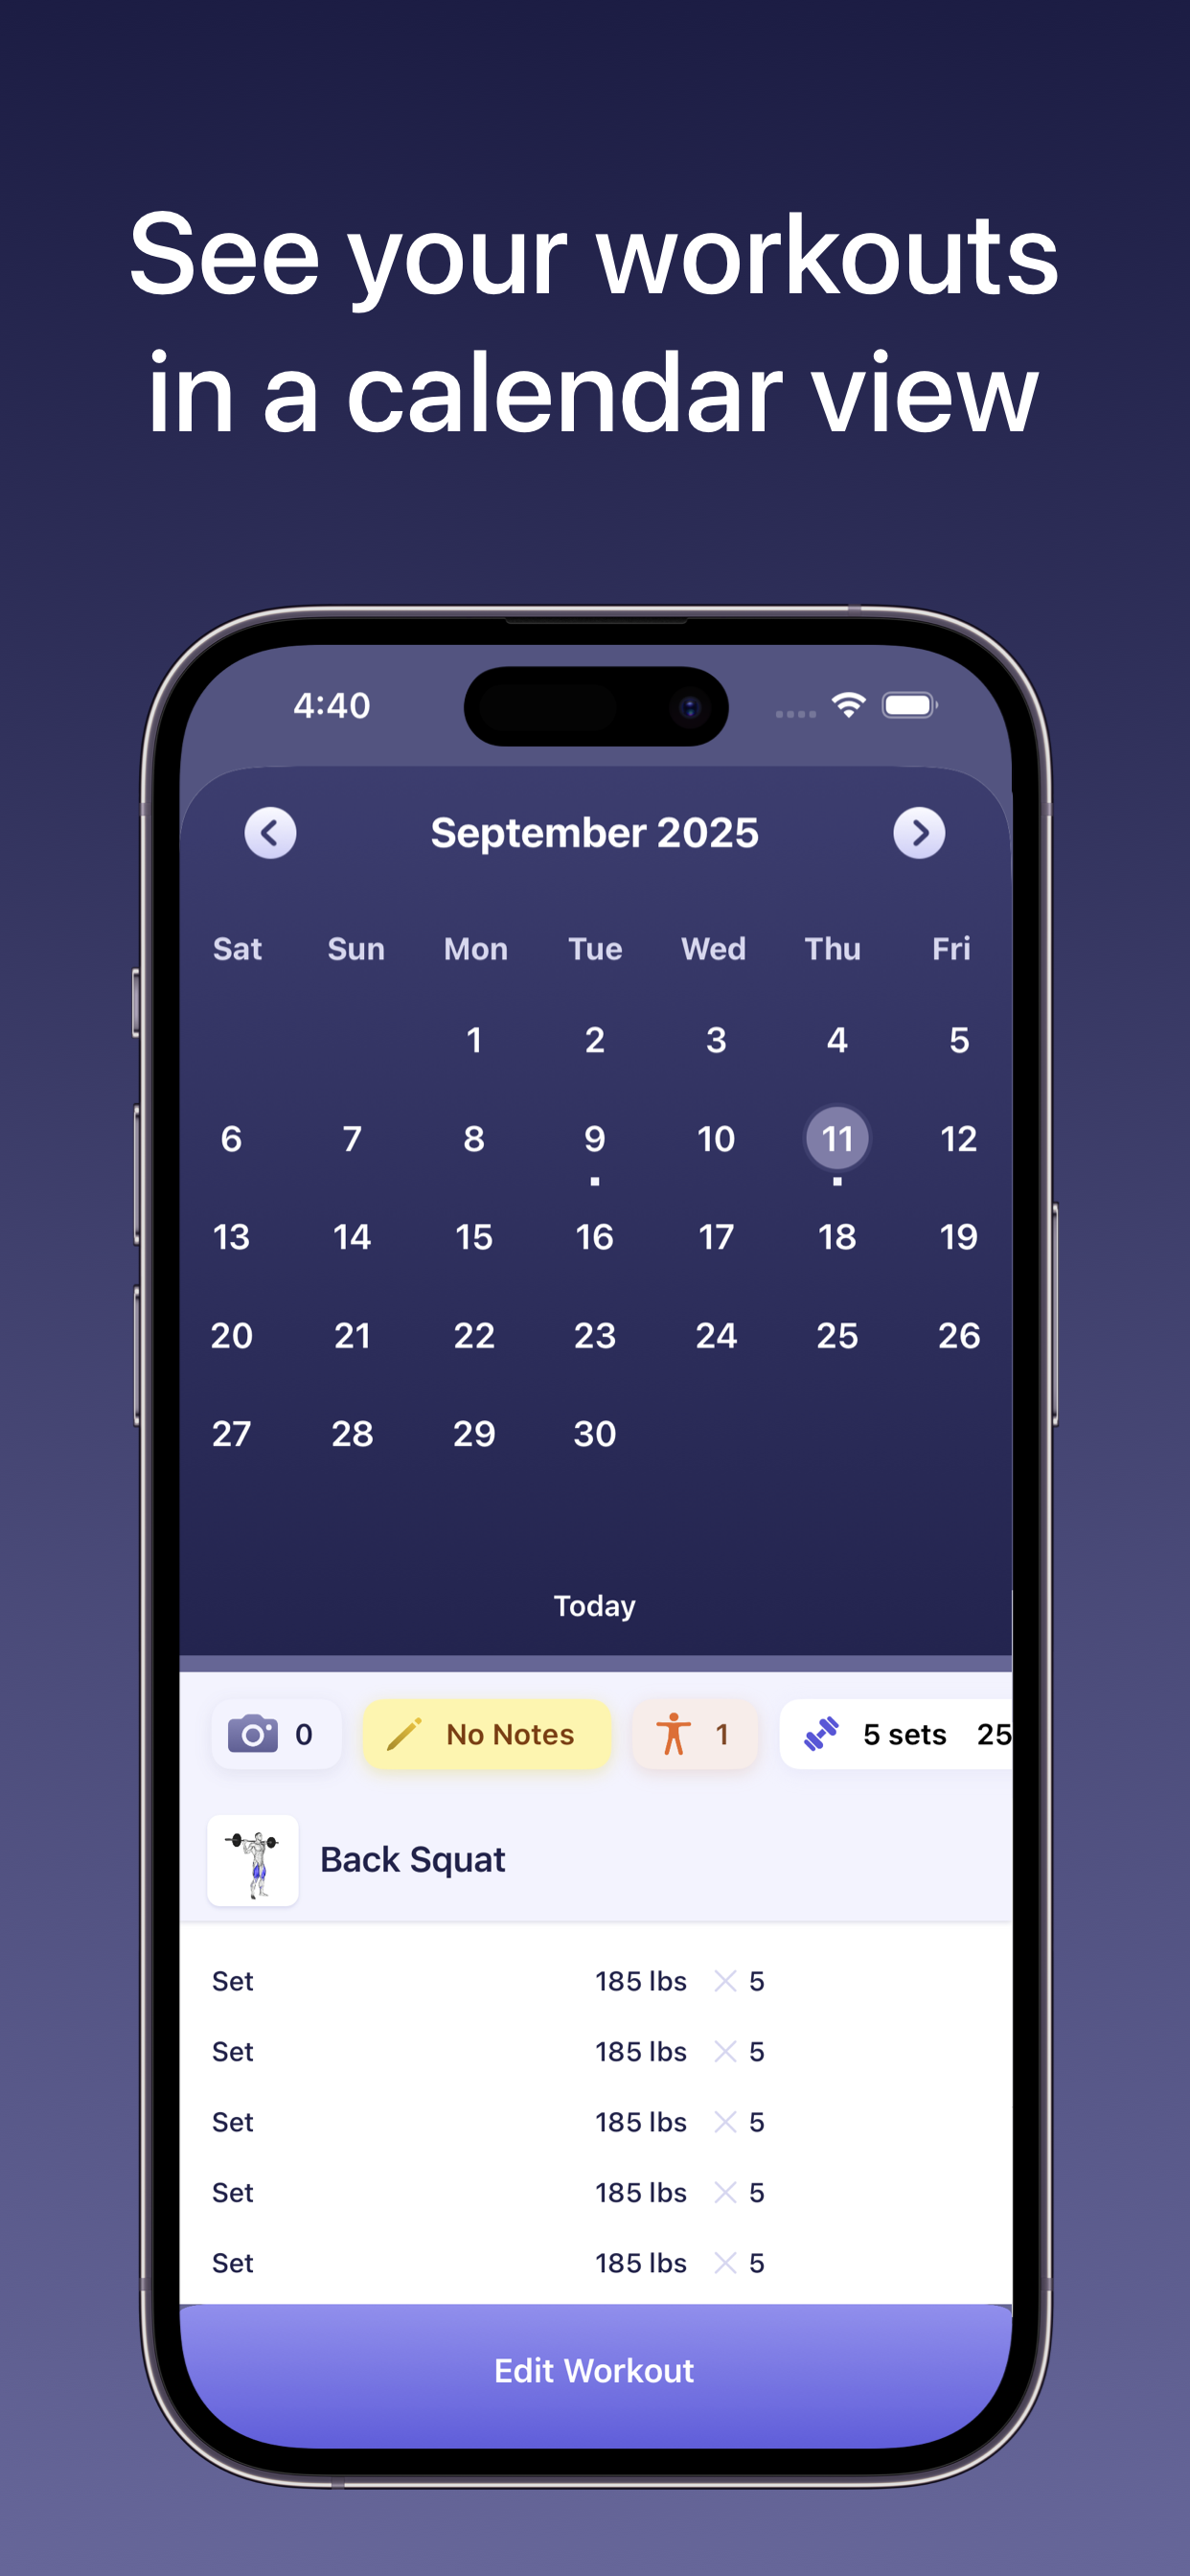 See your workouts
in a calendar view
4:40
September 2025
Sat Sun Mon Tue Wed Thu Fri
1 2 3 4 5
6 7 8 9 10 11 12
13 14 15 16 17 18 19
20 21 22 23 24 25 26
27 28 29 30
Today
0 No Notes 1 5 sets 25
Back Squat
Set 185 lbs × 5
Set 185 lbs × 5
Set 185 lbs × 5
Set 185 lbs × 5
Set 185 lbs × 5
Edit Workout